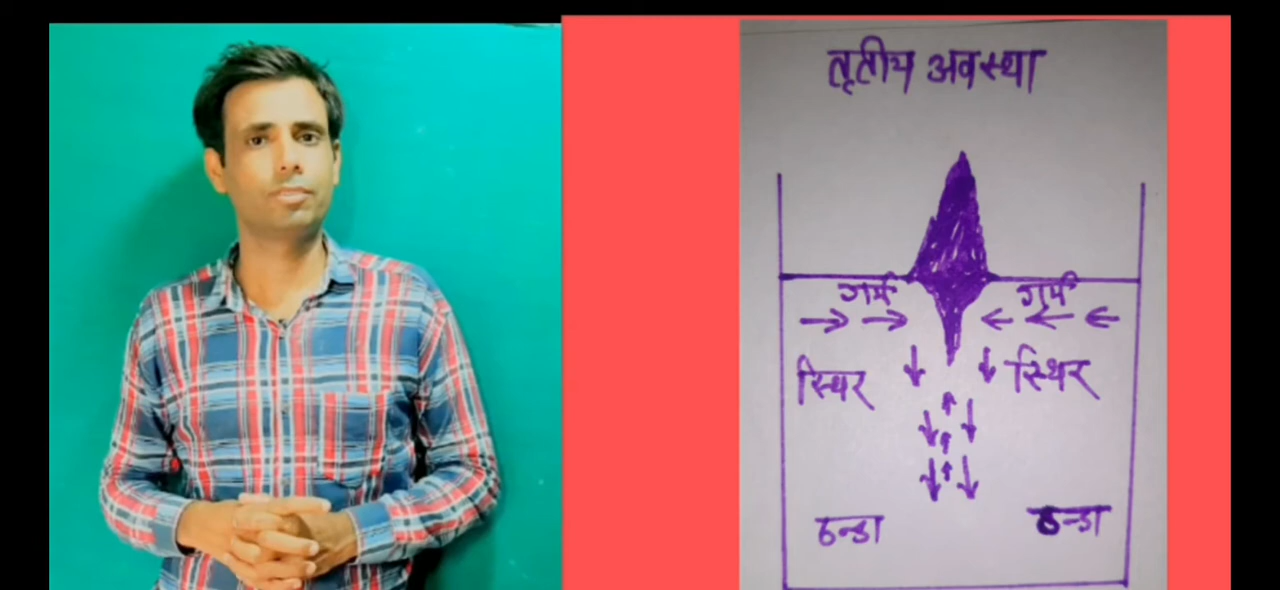 तृतीय अवस्था
गर्म गर्म
स्थिर स्थिर
ठन्डा ठन्डा